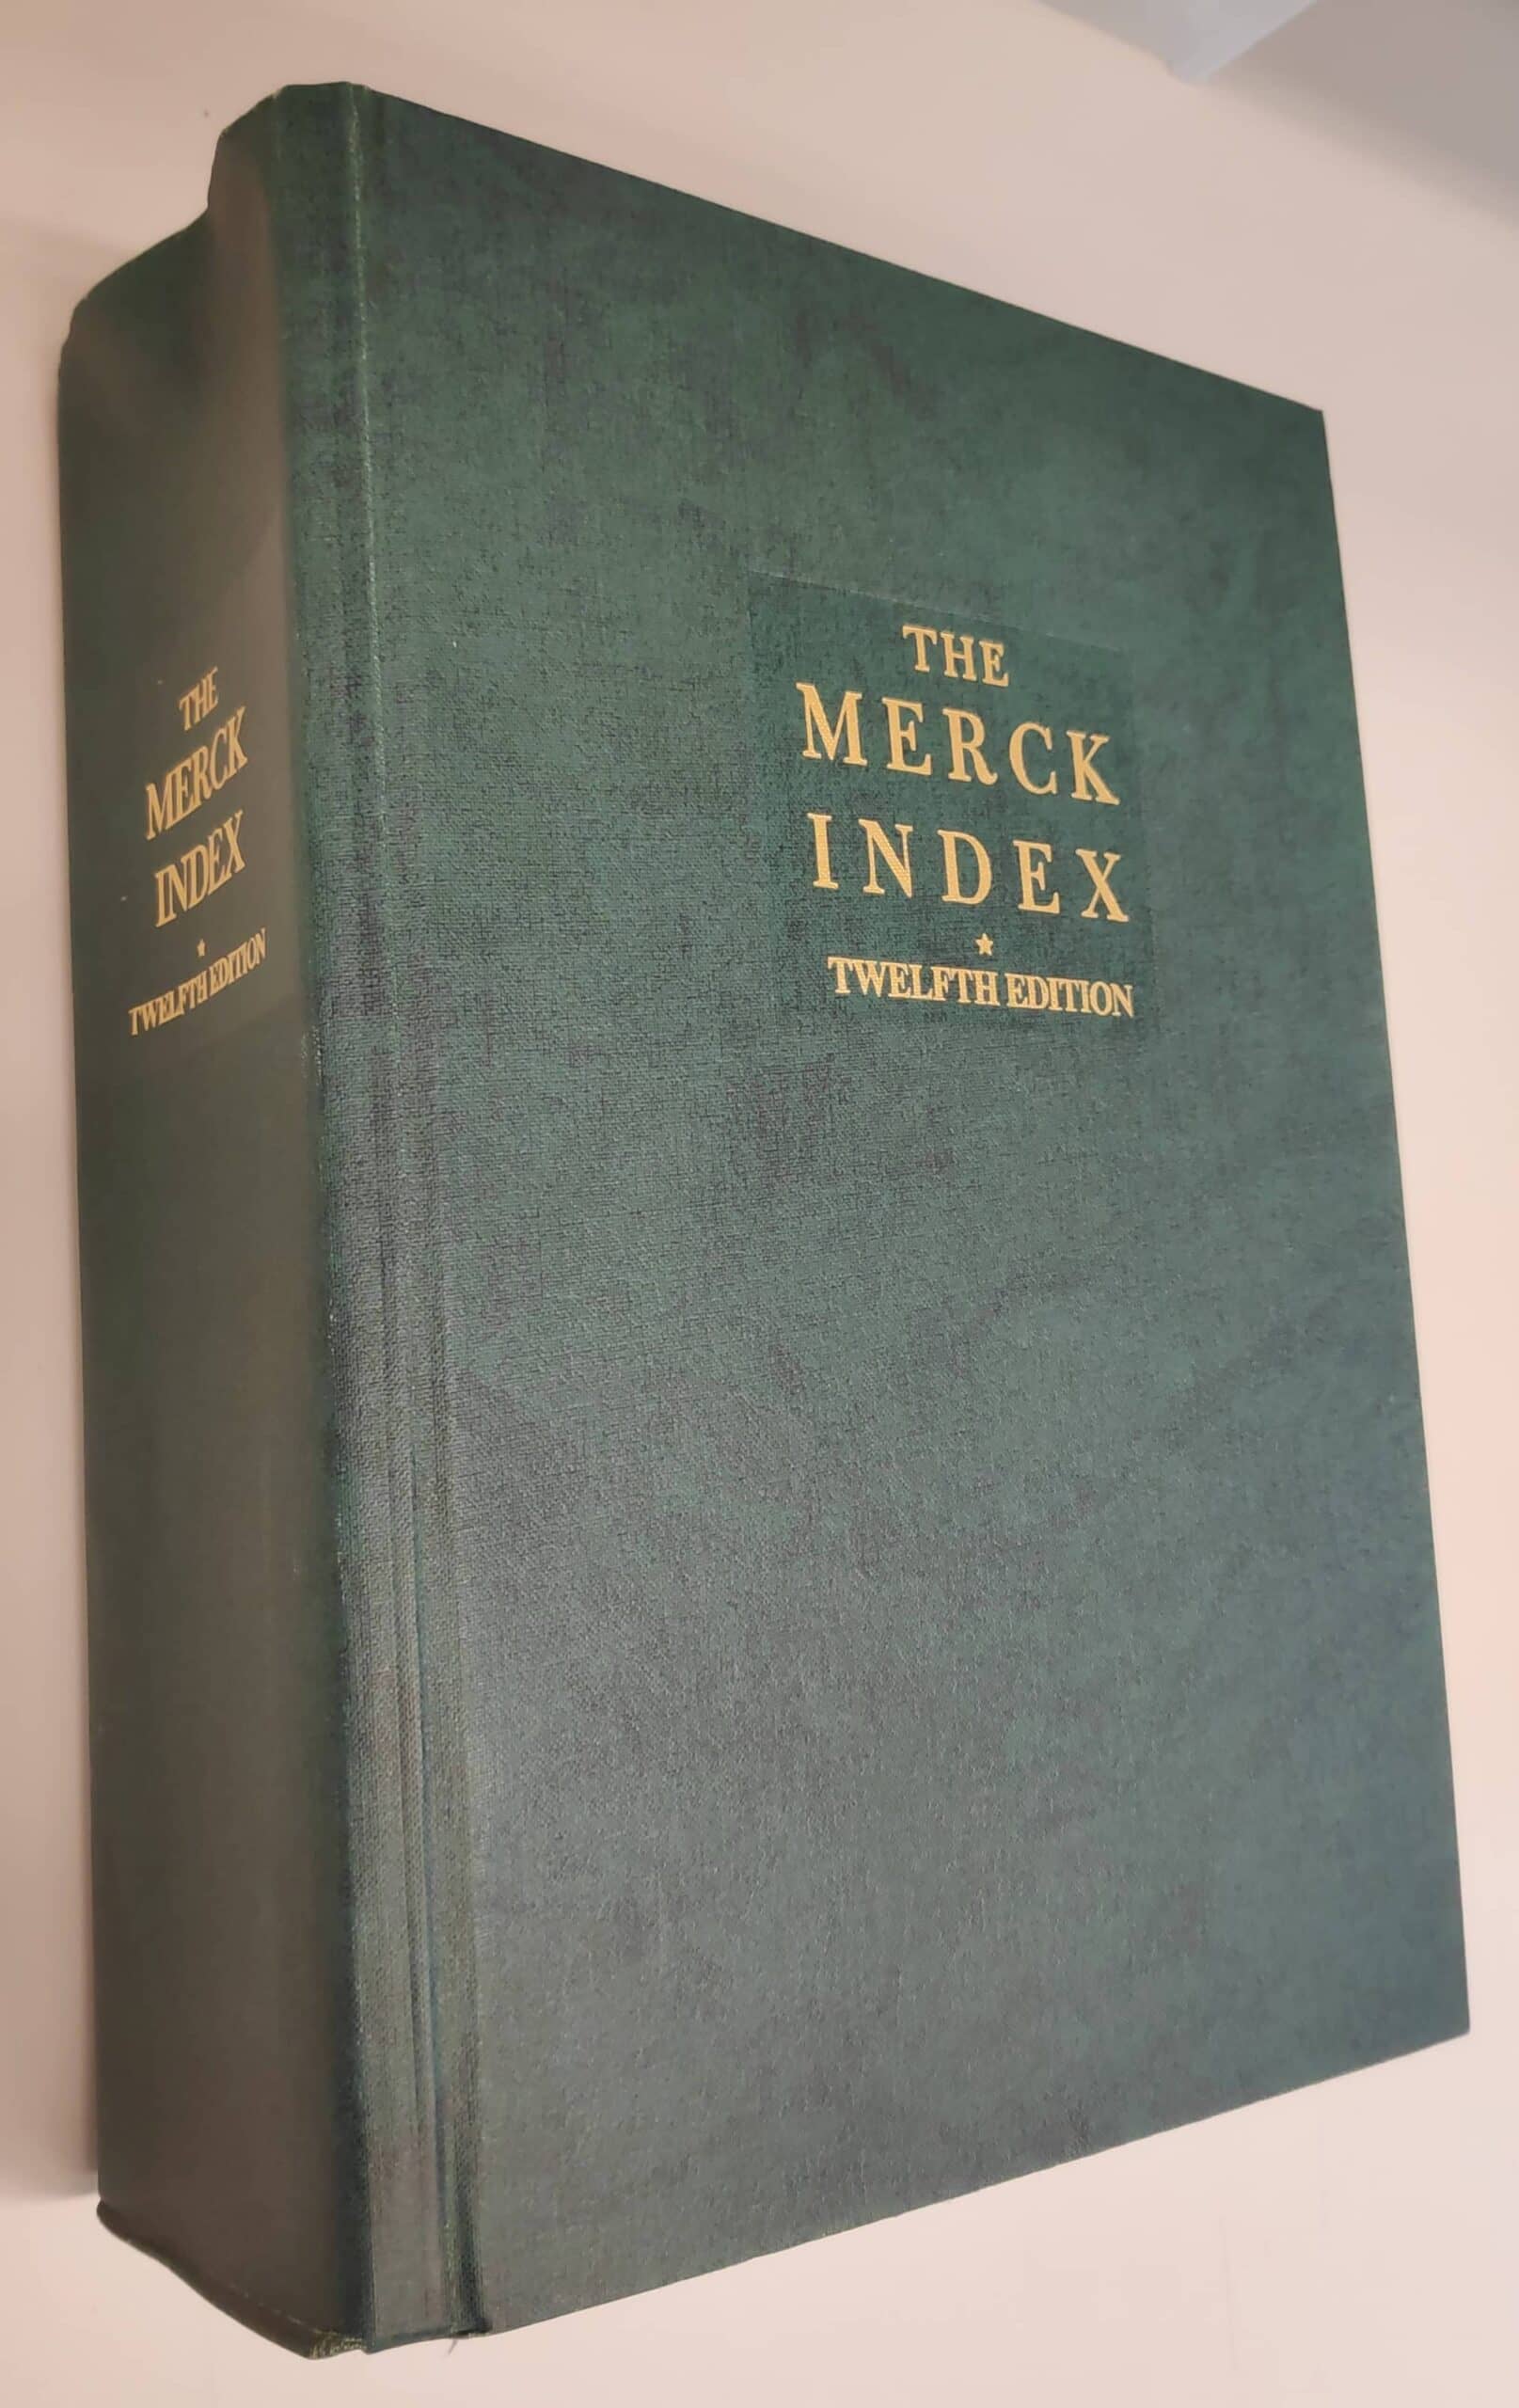 THE
MERCK
INDEX
★
TWELFTH EDITION
THE
MERCK
INDEX
★
TWELFTH EDITION